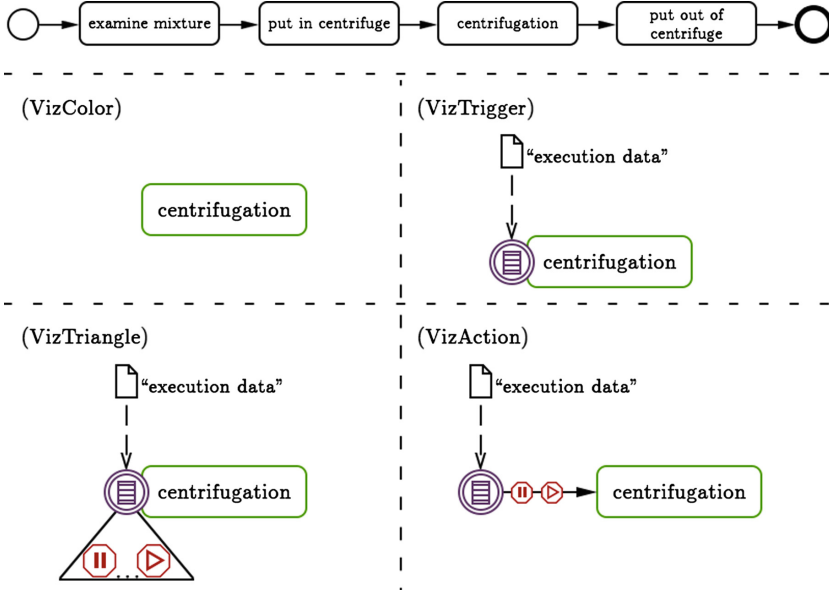 examine mixture
put in centrifuge
centrifugation
put out of
centrifuge
(VizColor)
centrifugation
(VizTrigger)
“execution data”
centrifugation
(VizTriangle)
“execution data”
centrifugation
...
(VizAction)
“execution data”
centrifugation